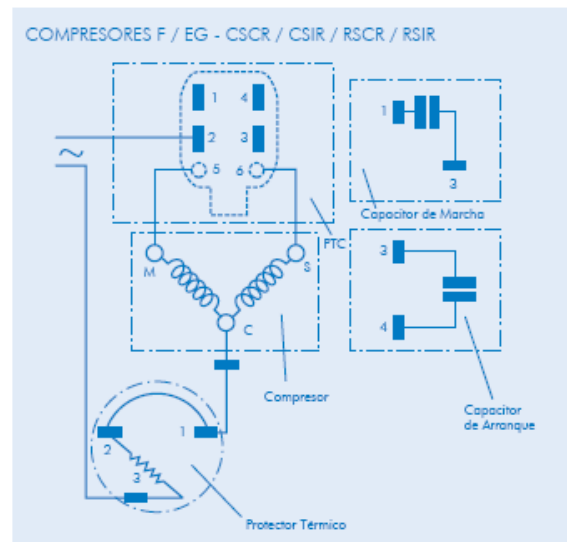 COMPRESORES F / EG - CSCR / CSIR / RSCR / RSIR
1 4
2 3
5 6
~
1
3
Capacitor de Marcha
PTC
M S
C
3
4
Compresor
Capacitor
de Arranque
1
2
3
Protector Térmico